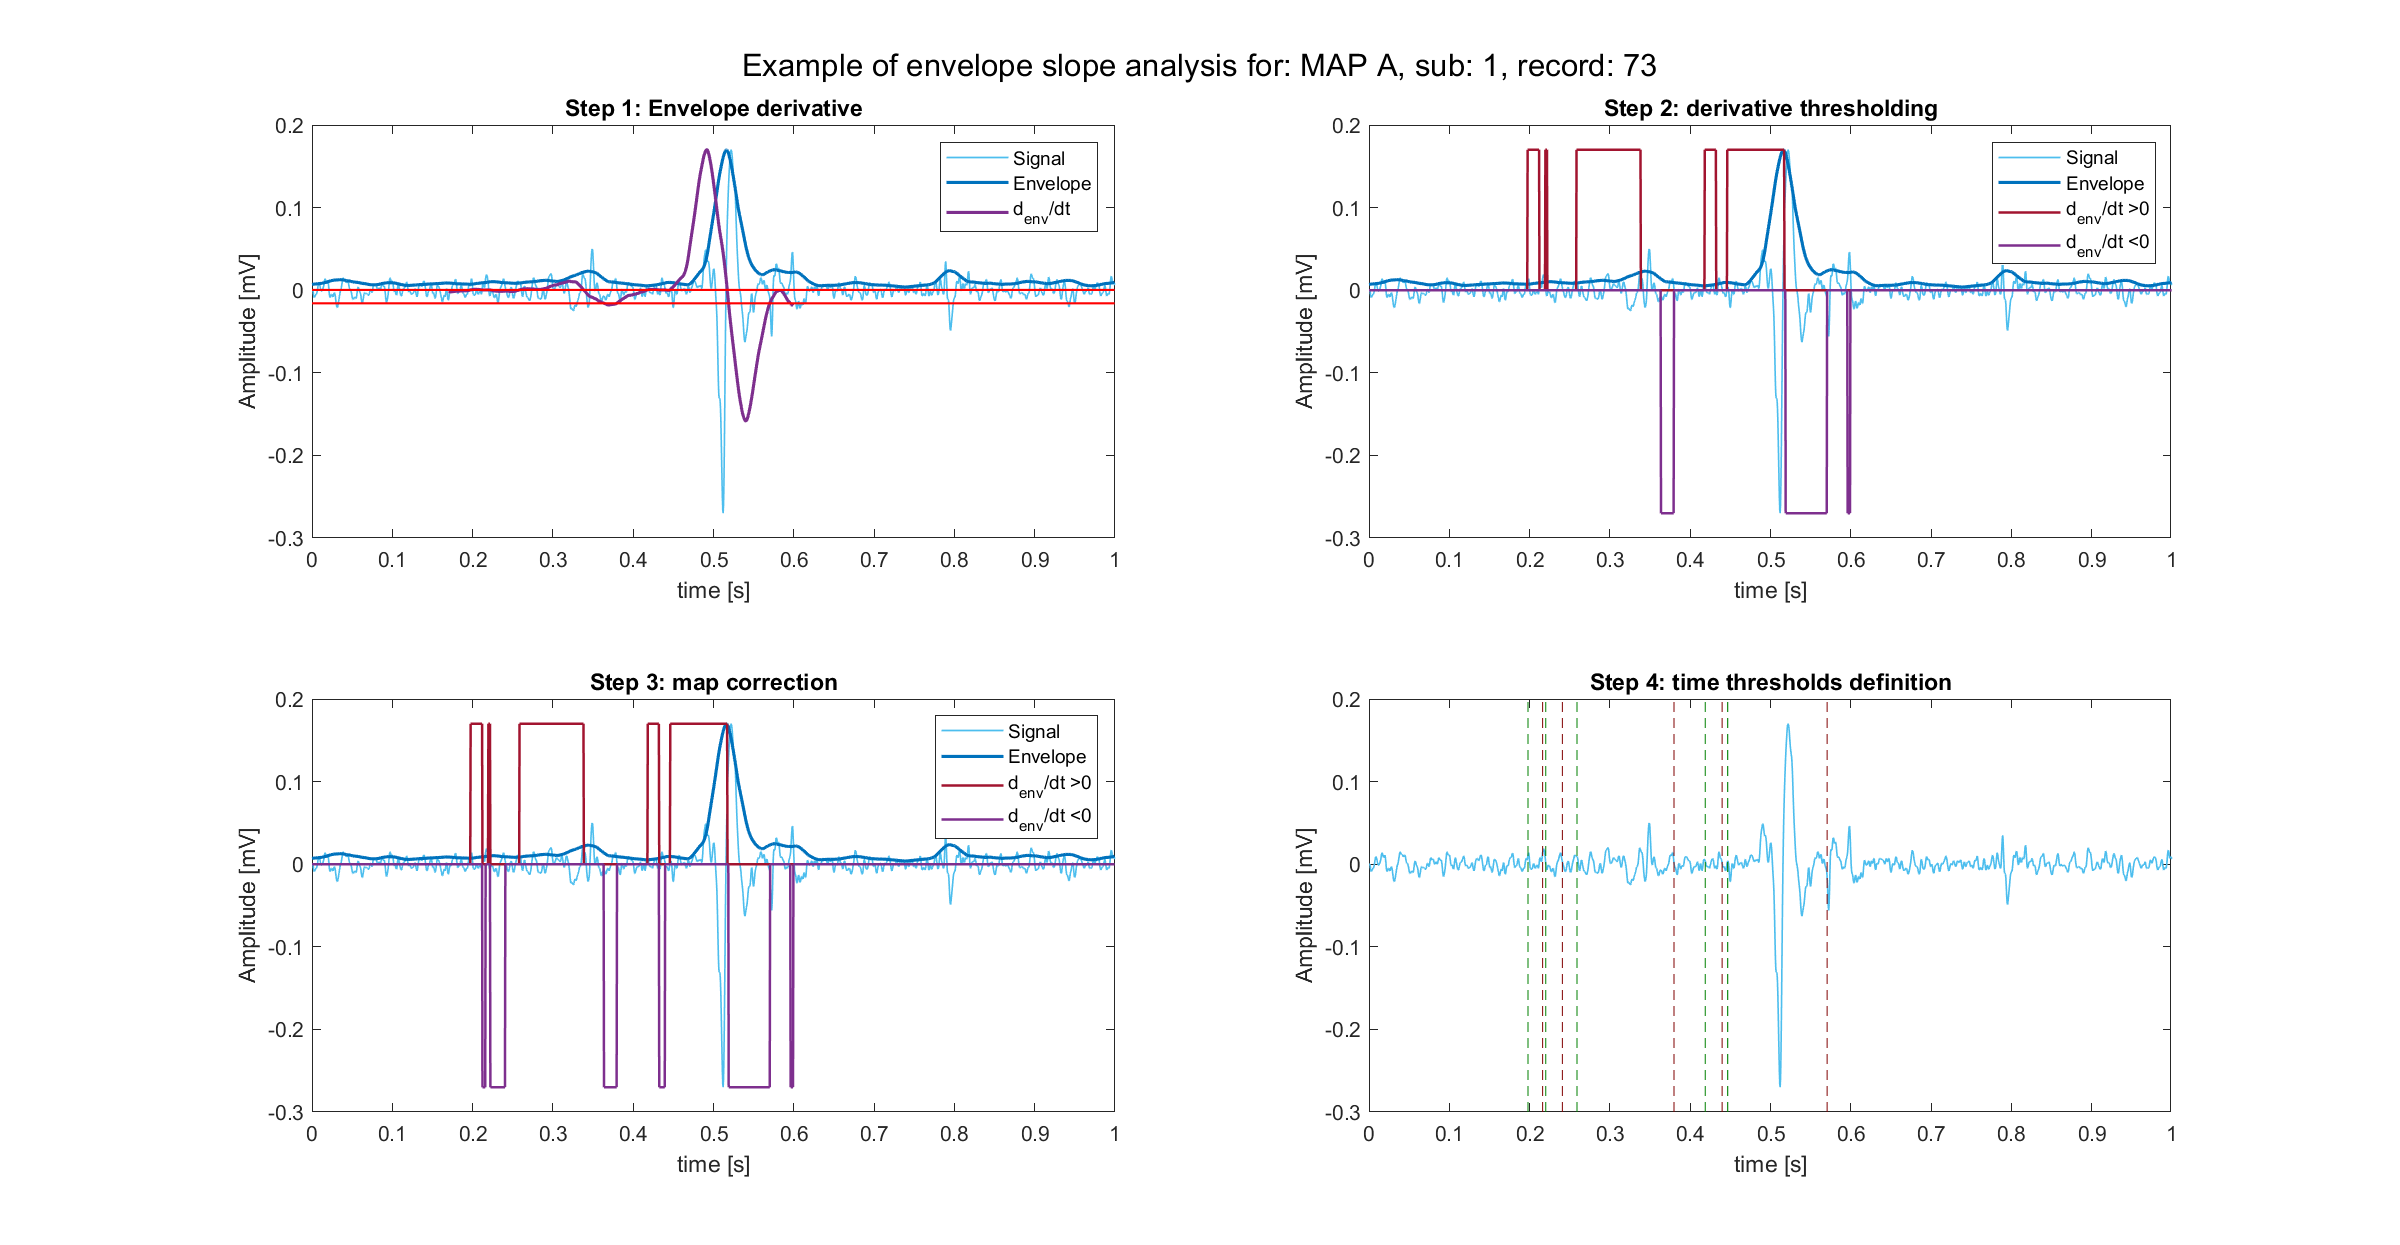 Example of envelope slope analysis for: MAP A, sub: 1, record: 73
Step 1: Envelope derivative
0.2
0.1
0
-0.1
-0.2
-0.3
Amplitude [mV]
0 0.1 0.2 0.3 0.4 0.5 0.6 0.7 0.8 0.9 1
time [s]
Signal
Envelope
d_env/dt
Step 2: derivative thresholding
0.2
0.1
0
-0.1
-0.2
-0.3
Amplitude [mV]
0 0.1 0.2 0.3 0.4 0.5 0.6 0.7 0.8 0.9 1
time [s]
Signal
Envelope
d_env/dt >0
d_env/dt <0
Step 3: map correction
0.2
0.1
0
-0.1
-0.2
-0.3
Amplitude [mV]
0 0.1 0.2 0.3 0.4 0.5 0.6 0.7 0.8 0.9 1
time [s]
Signal
Envelope
d_env/dt >0
d_env/dt <0
Step 4: time thresholds definition
0.2
0.1
0
-0.1
-0.2
-0.3
Amplitude [mV]
0 0.1 0.2 0.3 0.4 0.5 0.6 0.7 0.8 0.9 1
time [s]